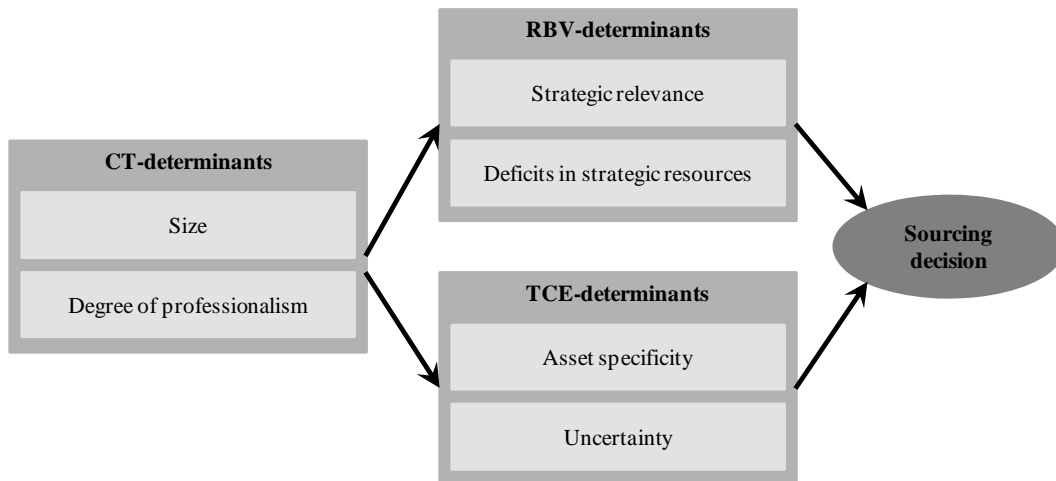 CT-determinants
Size
Degree of professionalism
RBV-determinants
Strategic relevance
Deficits in strategic resources
TCE-determinants
Asset specificity
Uncertainty
Sourcing
decision